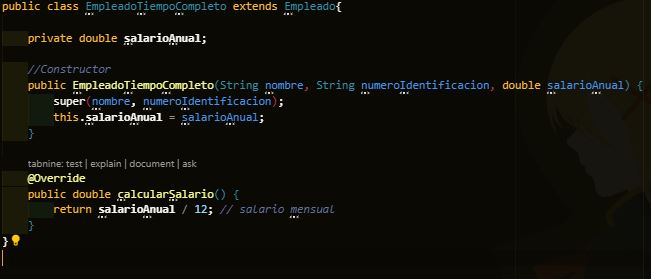 public class EmpleadoTiempoCompleto extends Empleado{
private double salarioAnual;
//Constructor
public EmpleadoTiempoCompleto(String nombre, String numeroIdentificacion, double salarioAnual) {
super(nombre, numeroIdentificacion);
this.salarioAnual = salarioAnual;
}
tabnine: test | explain | document | ask
@Override
public double calcularSalario() {
return salarioAnual / 12; // salario mensual
}
}